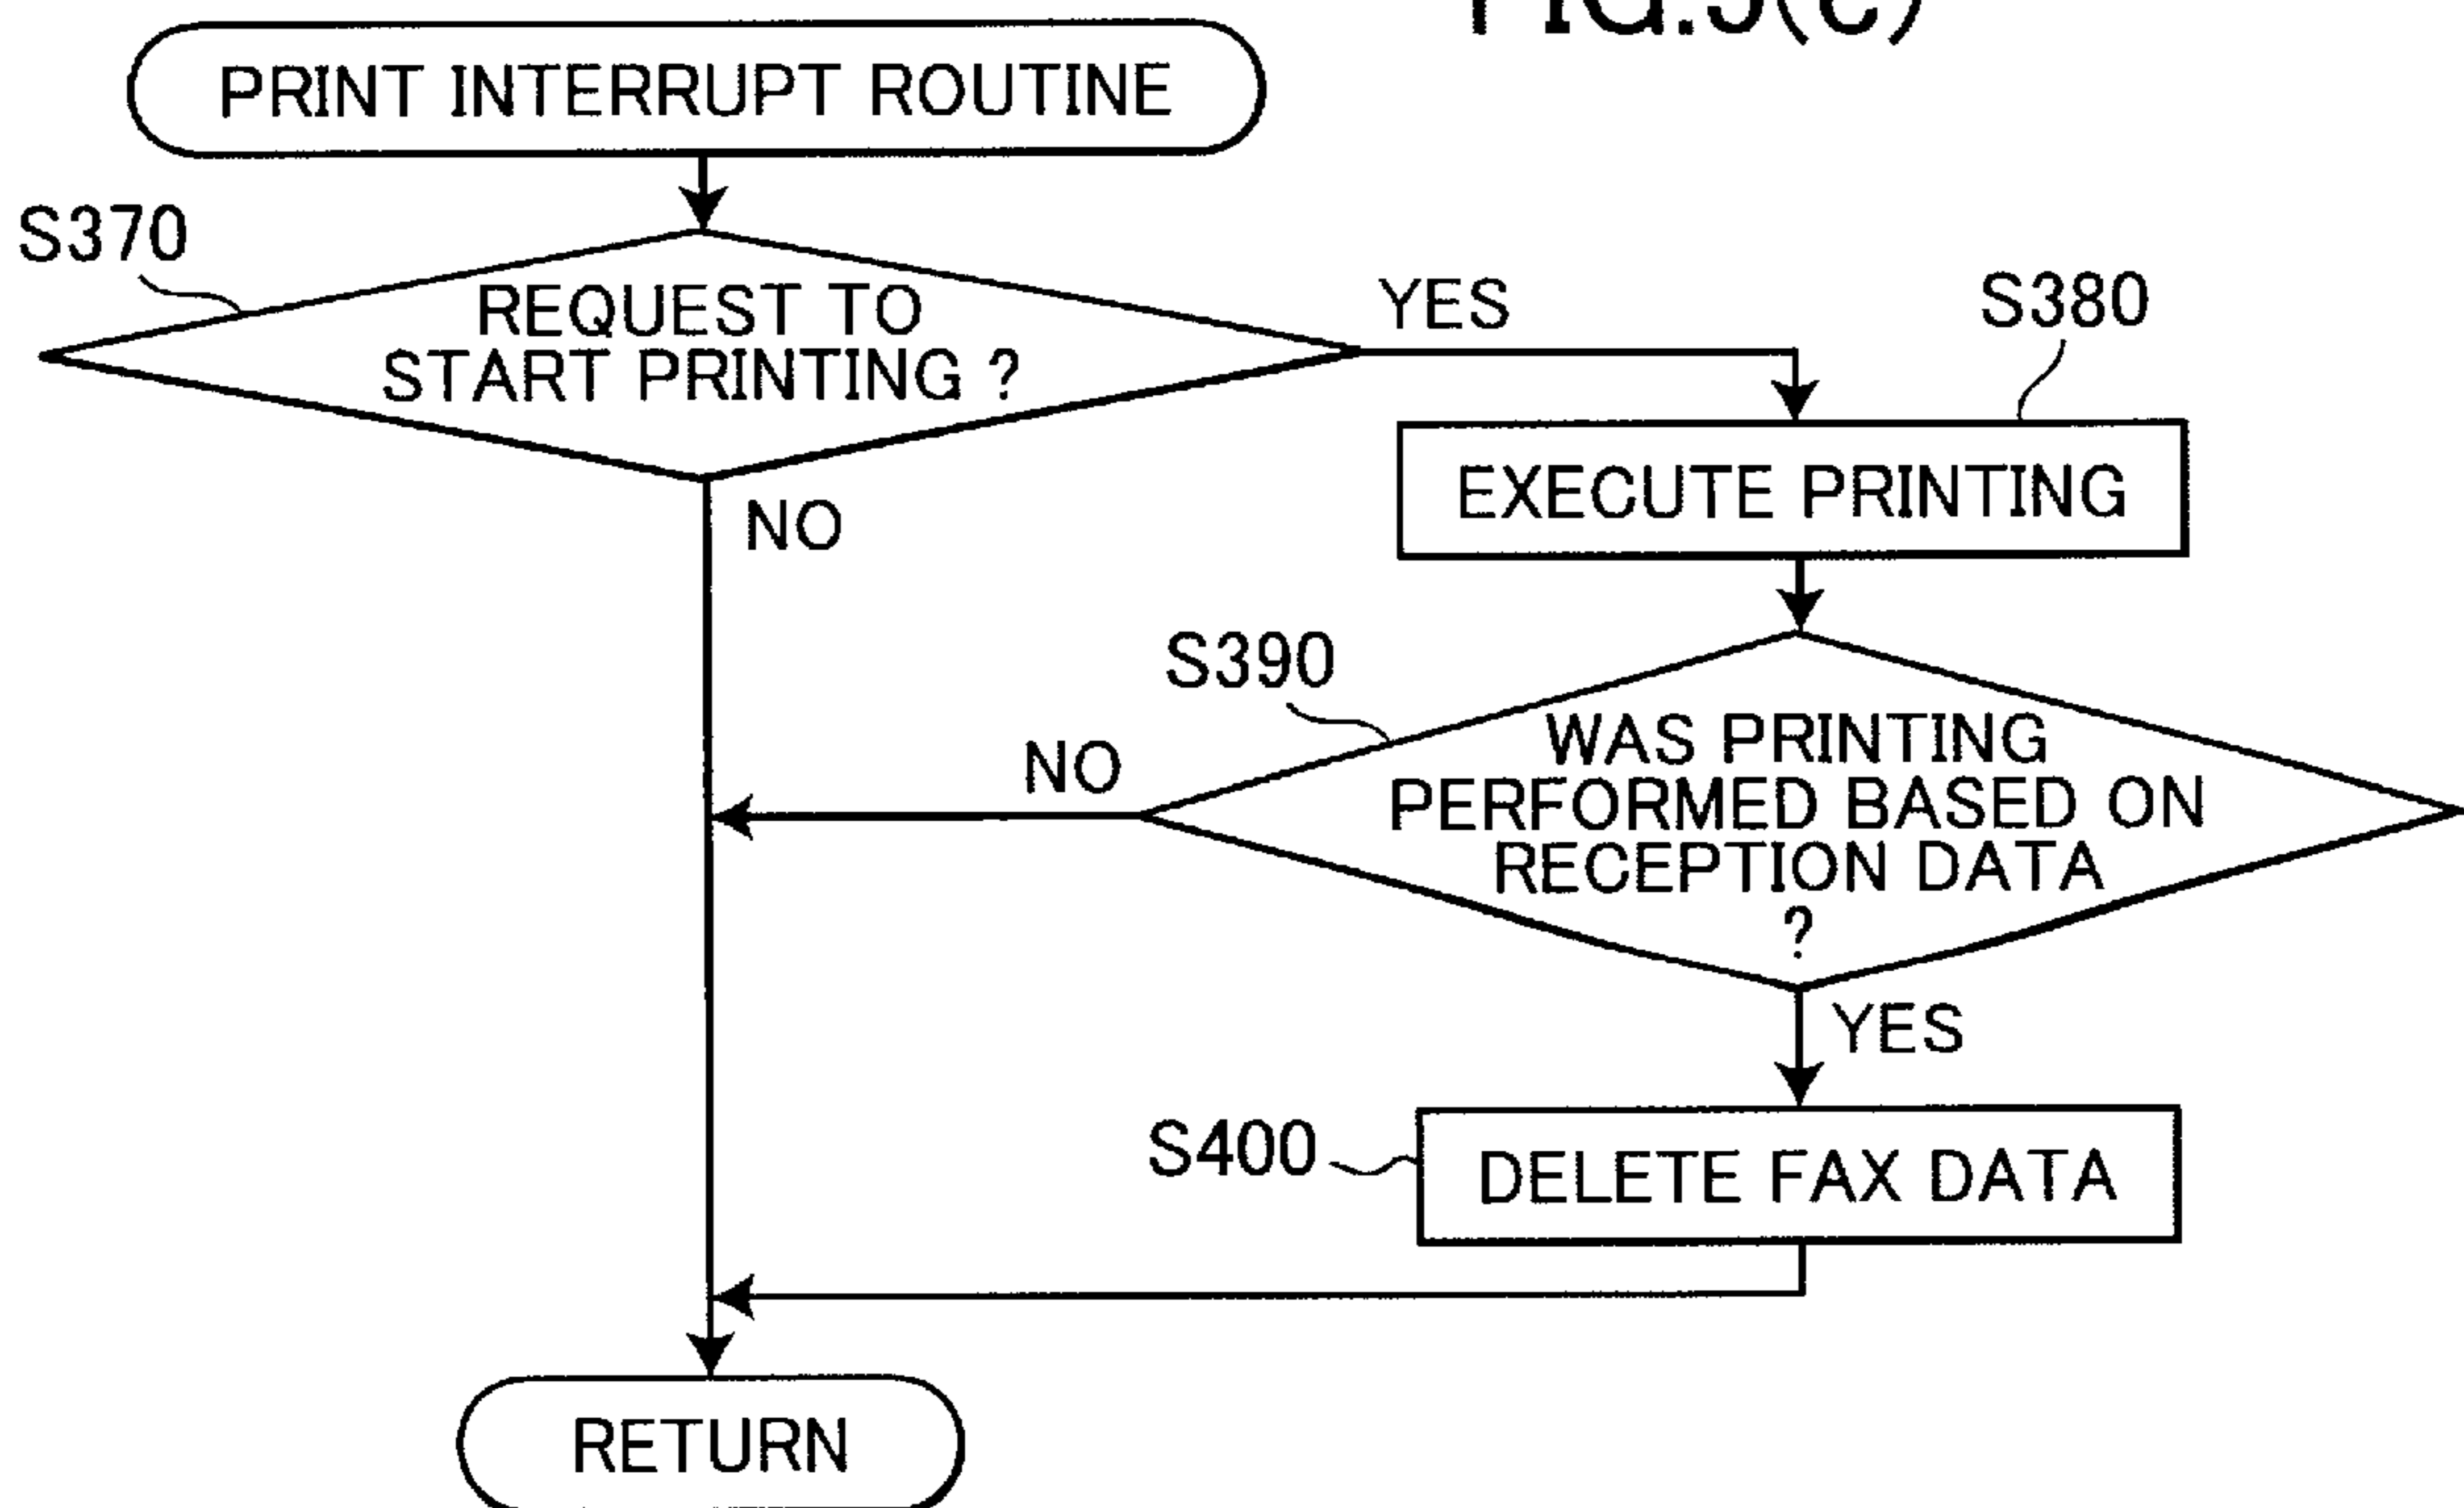 PRINT INTERRUPT ROUTINE
S370
REQUEST TO
START PRINTING ?
YES
S380
EXECUTE PRINTING
NO
S390
WAS PRINTING
PERFORMED BASED ON
RECEPTION DATA
?
NO
YES
S400
DELETE FAX DATA
RETURN